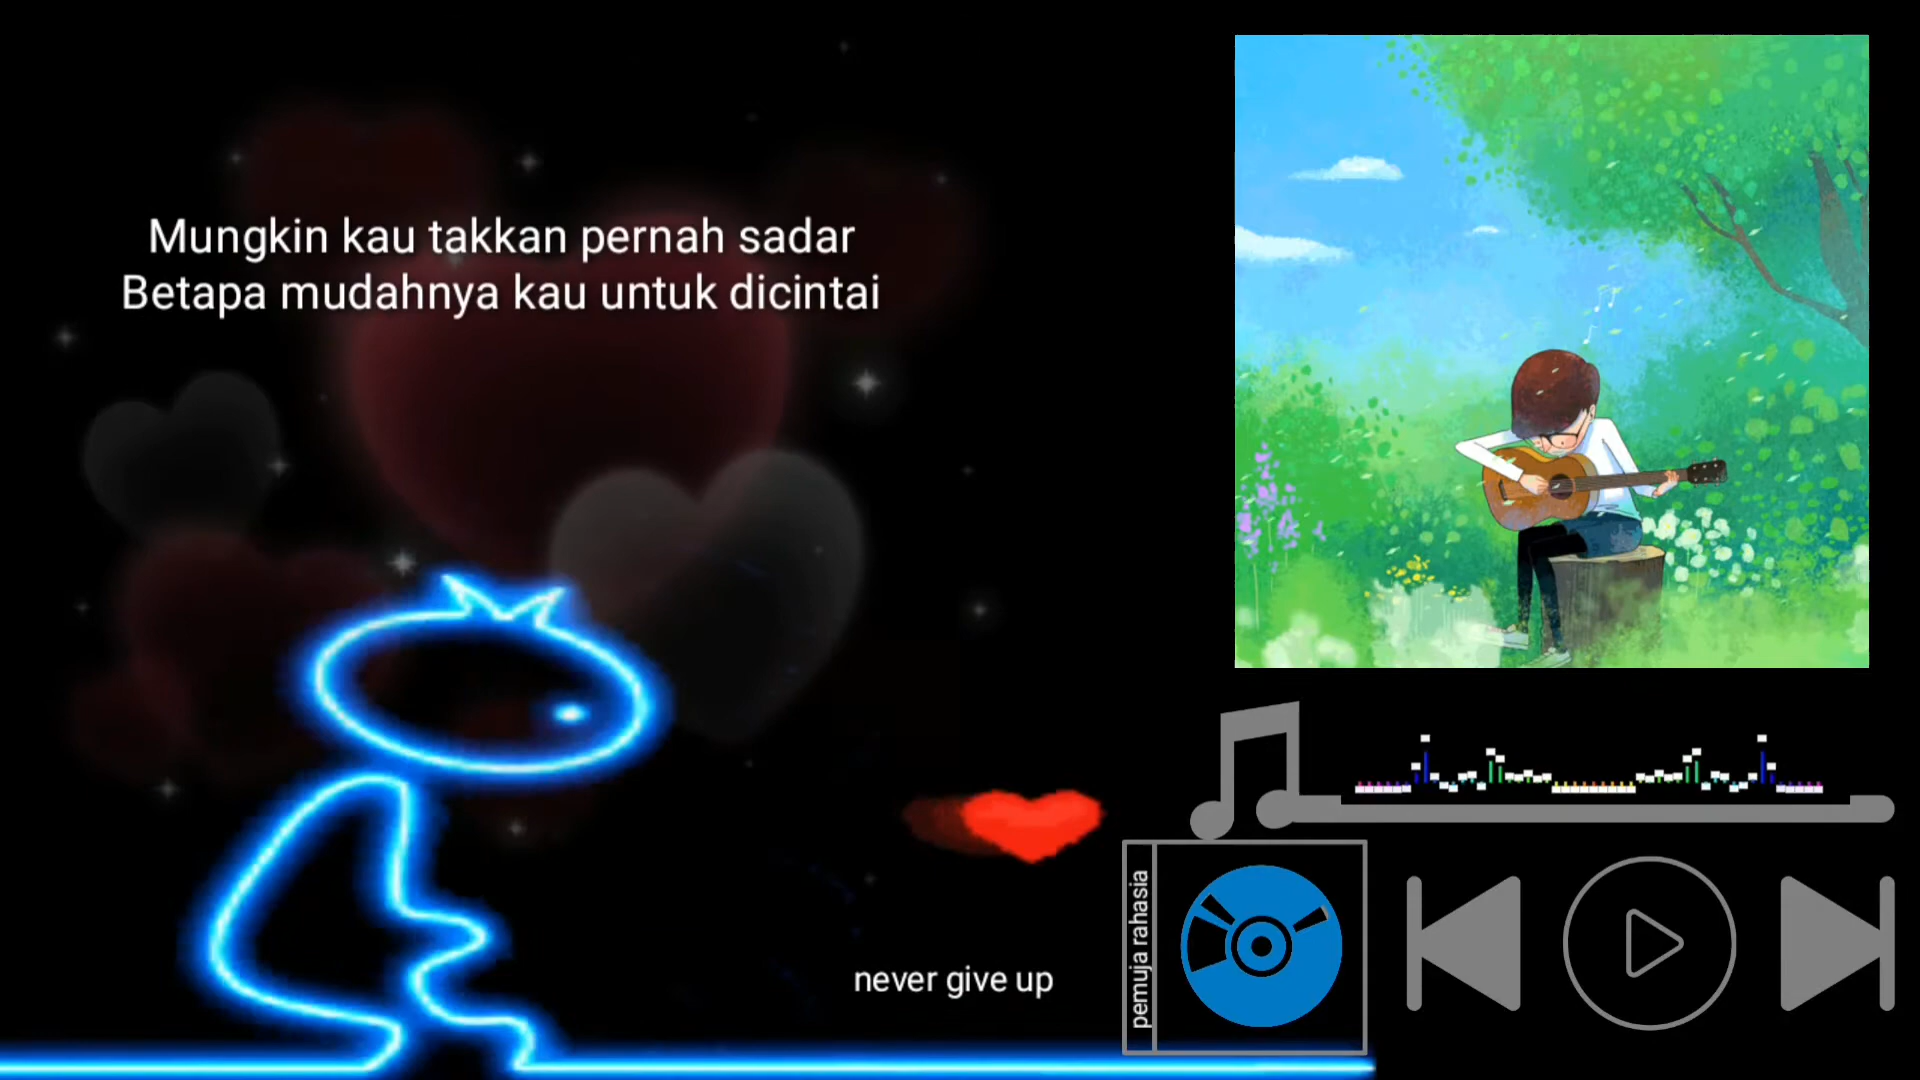 Mungkin kau takkan pernah sadar
Betapa mudahnya kau untuk dicintai
never give up
pemuja rahasia